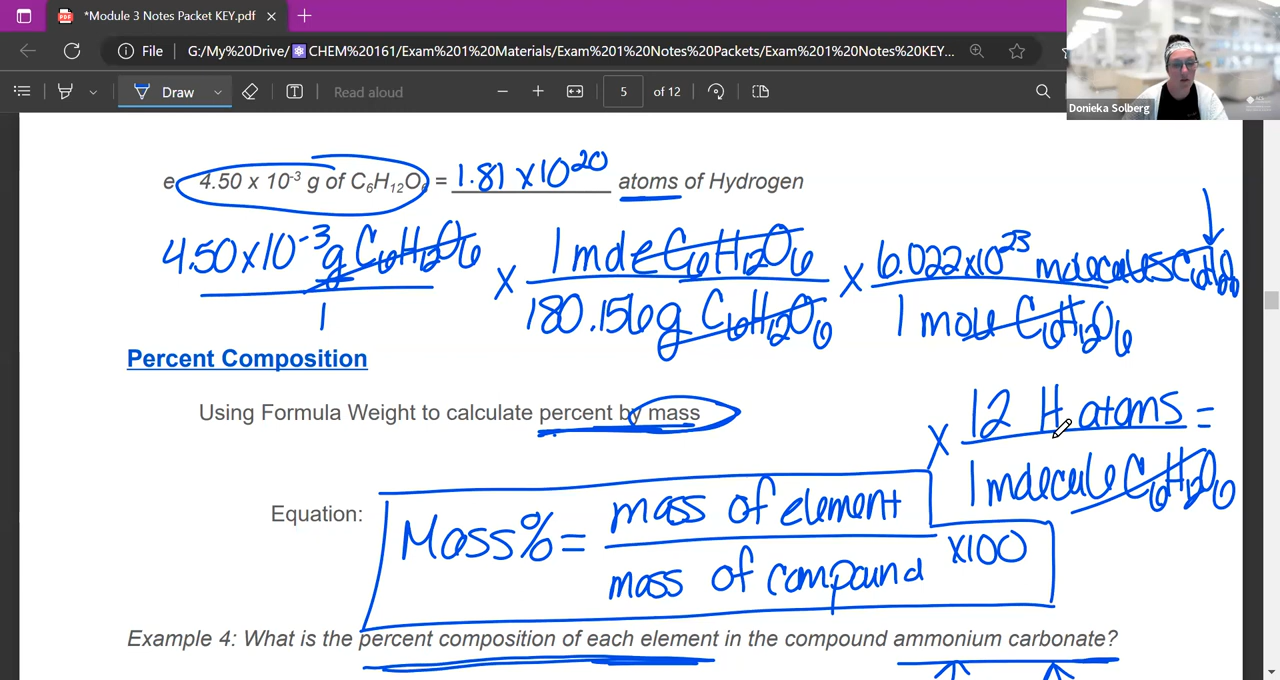 *Module 3 Notes Packet KEY.pdf
File G:/My%20Drive/ CHEM%20161/Exam%201%20Materials/Exam%201%20Notes%20Packets/Exam%201%20Notes%20KEY...
Draw Read aloud 5 of 12
Donieka Solberg
e 4.50 x 10-3 g of C6H12O6 = 1.81 x 10^20 atoms of Hydrogen
4.50 x 10^-3 g C6H12O6 x 1 mole C6H12O6 x 6.022x10^23 molecules C6H12O6
1 180.156 g C6H12O6 1 mole C6H12O6
Percent Composition
Using Formula Weight to calculate percent by mass
x 12 H atoms =
1 molecule C6H12O6
Equation: Mass% = mass of element
mass of compound x100
Example 4: What is the percent composition of each element in the compound ammonium carbonate?